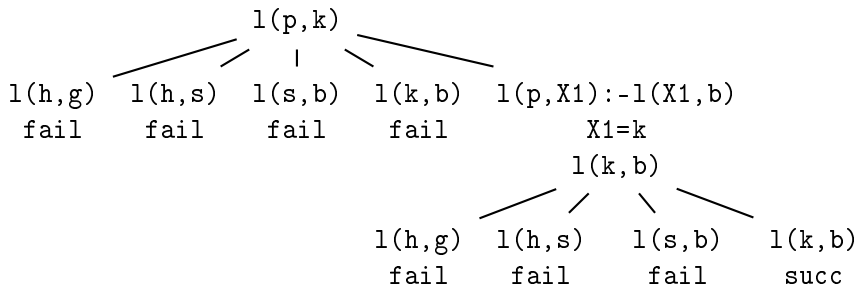 l(p,k)
l(h,g) l(h,s) l(s,b) l(k,b) l(p,X1):-l(X1,b)
fail fail fail fail X1=k
l(k,b)
l(h,g) l(h,s) l(s,b) l(k,b)
fail fail fail succ